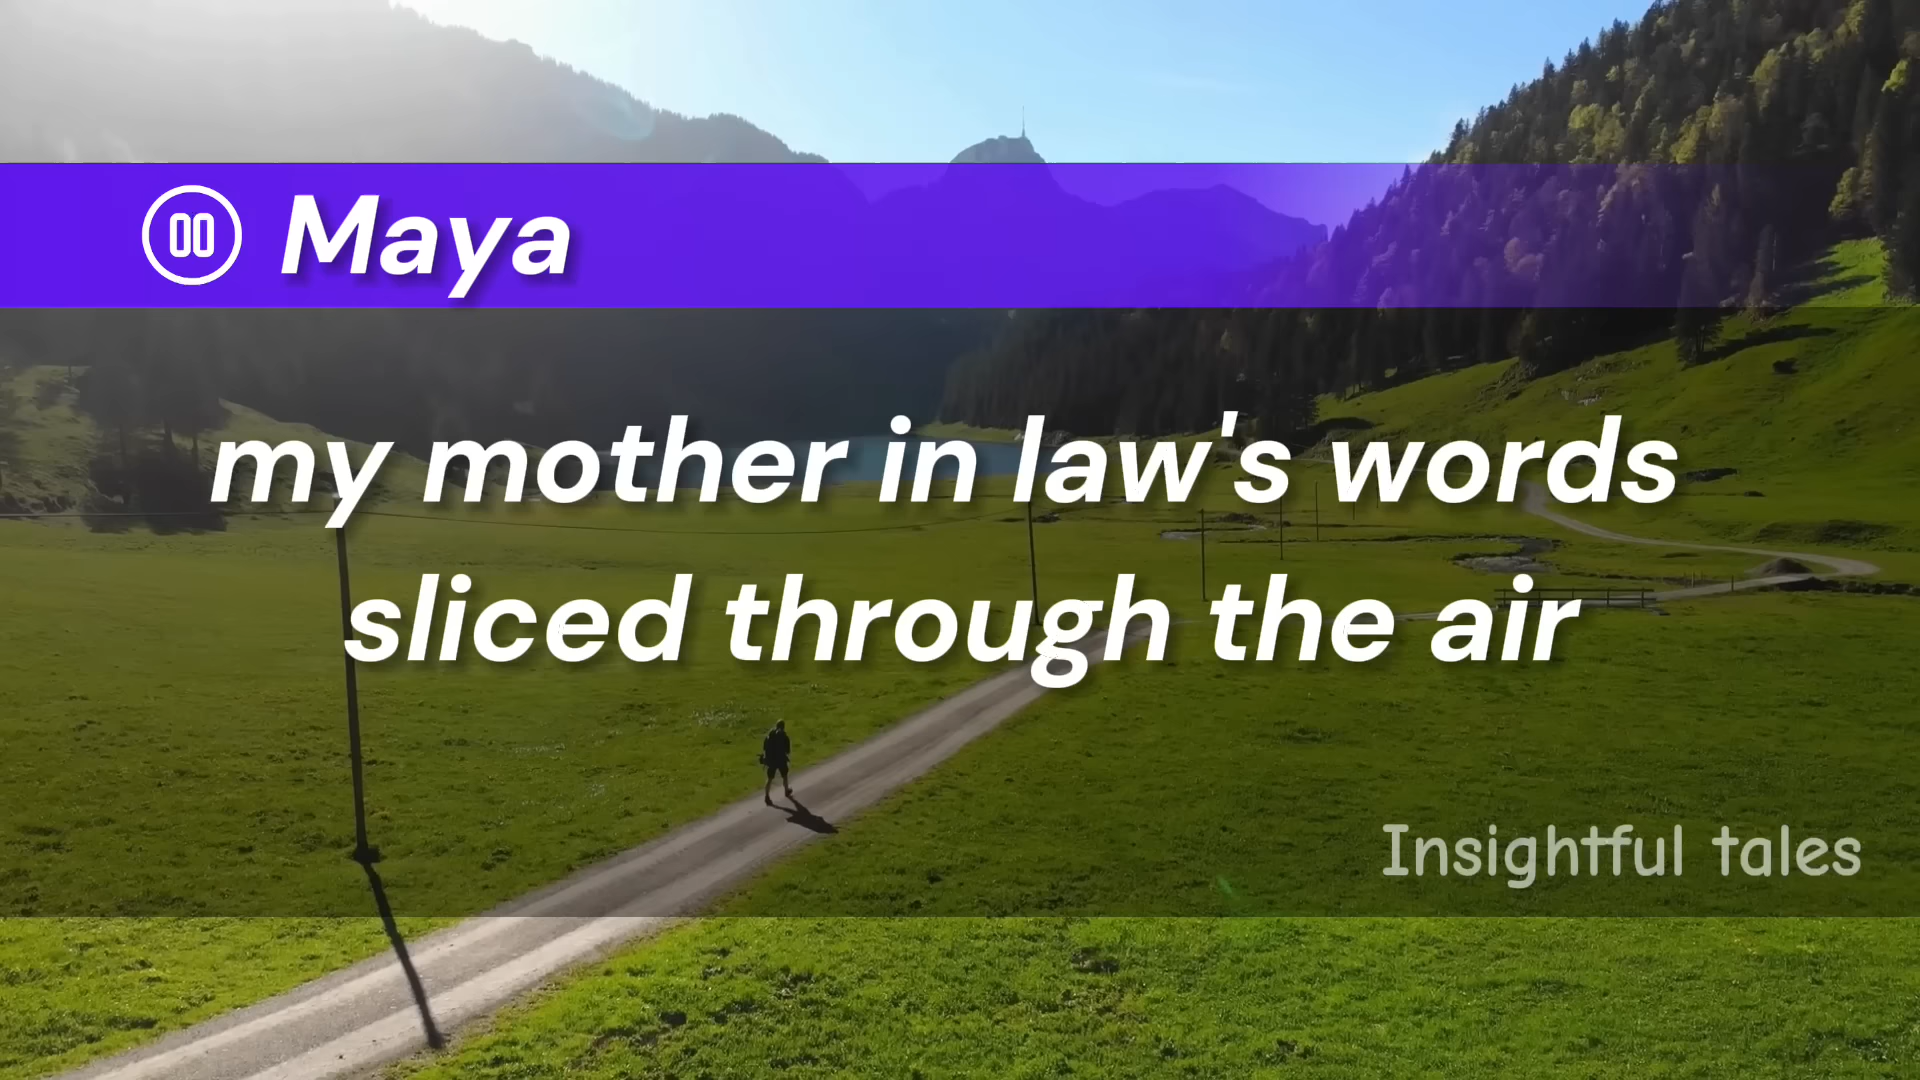 Maya
my mother in law's words
sliced through the air
Insightful tales